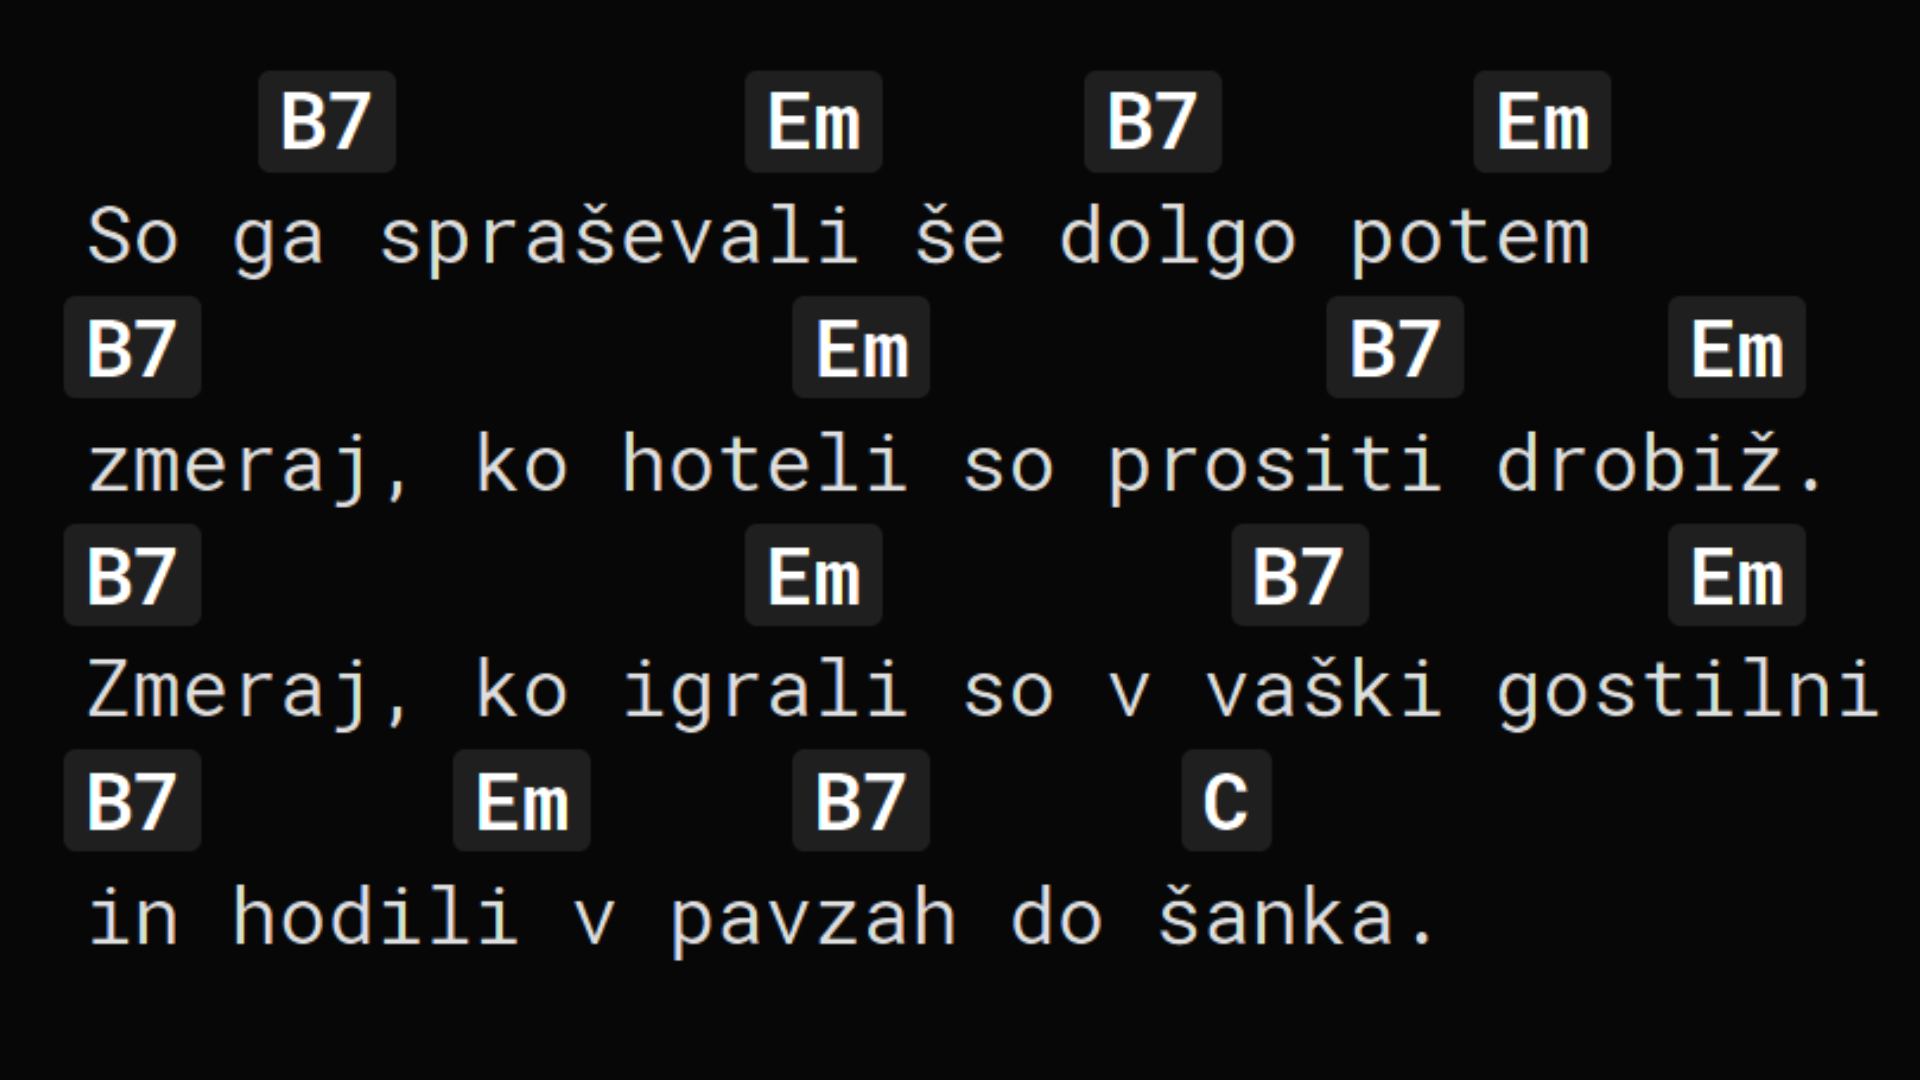 B7 Em B7 Em
So ga spraševali še dolgo potem
B7 Em B7 Em
zmeraj, ko hoteli so prositi drobiž.
B7 Em B7 Em
Zmeraj, ko igrali so v vaški gostilni
B7 Em B7 C
in hodili v pavzah do šanka.